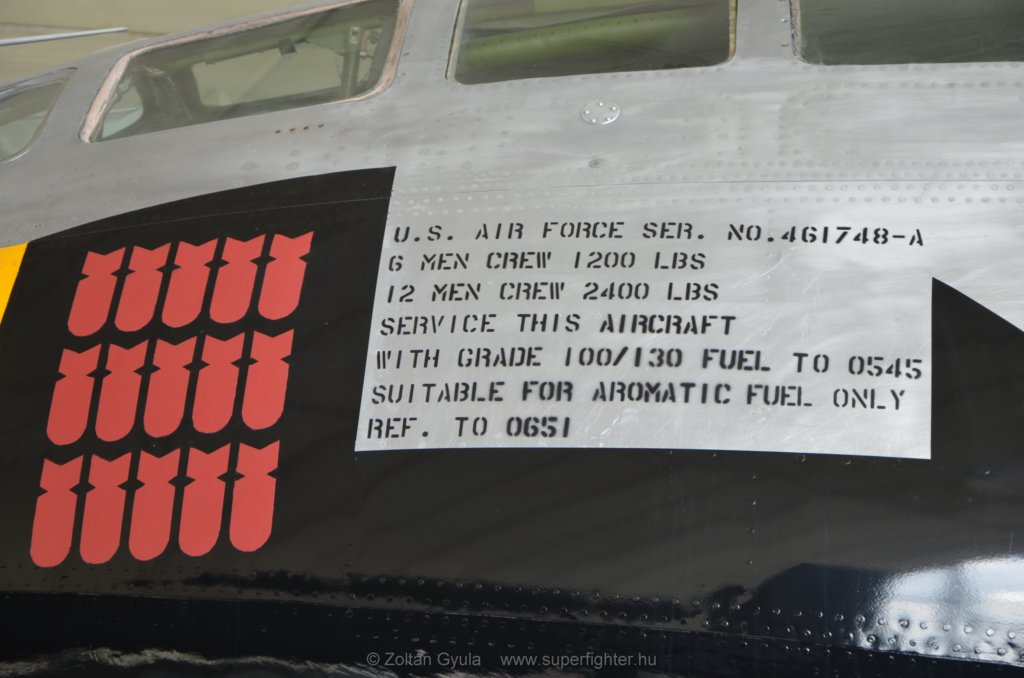 U.S. AIR FORCE SER. NO.461748-A
6 MEN CREW 1200 LBS
12 MEN CREW 2400 LBS
SERVICE THIS AIRCRAFT
WITH GRADE 100/130 FUEL TO 0545
SUITABLE FOR AROMATIC FUEL ONLY
REF. TO 0651
© Zoltán Gyula www.superfighter.hu